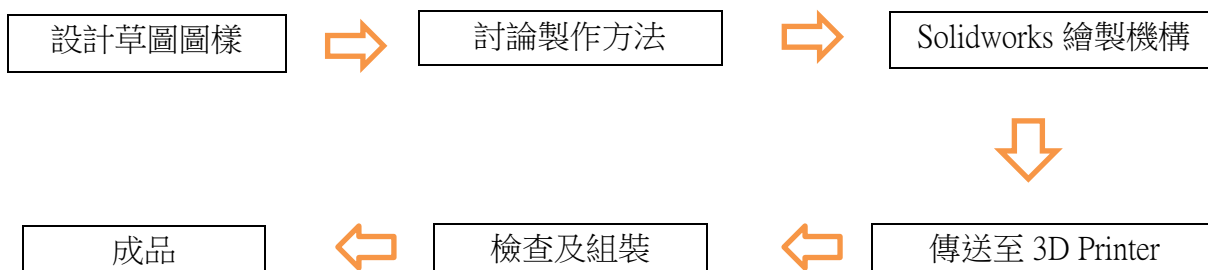 設計草圖圖樣
討論製作方法
Solidworks 繪製機構
傳送至 3D Printer
檢查及組裝
成品